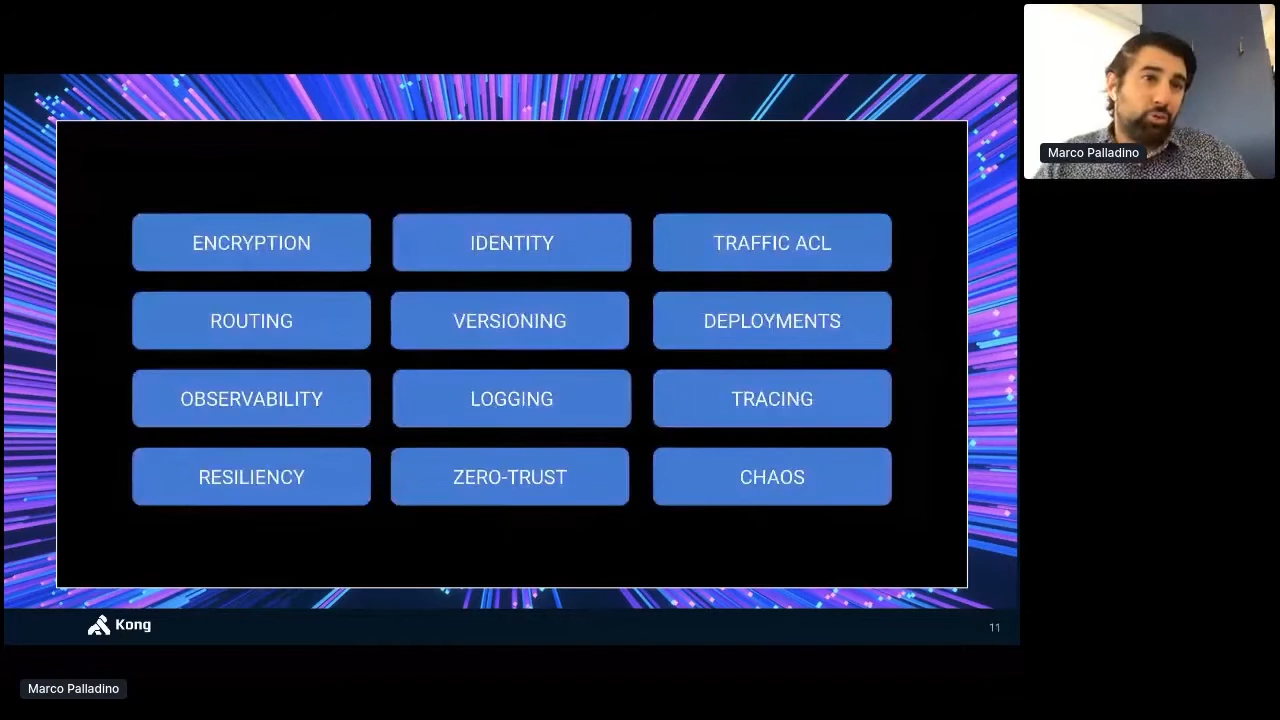 Marco Palladino
ENCRYPTION
IDENTITY
TRAFFIC ACL
ROUTING
VERSIONING
DEPLOYMENTS
OBSERVABILITY
LOGGING
TRACING
RESILIENCY
ZERO-TRUST
CHAOS
Kong
11
Marco Palladino